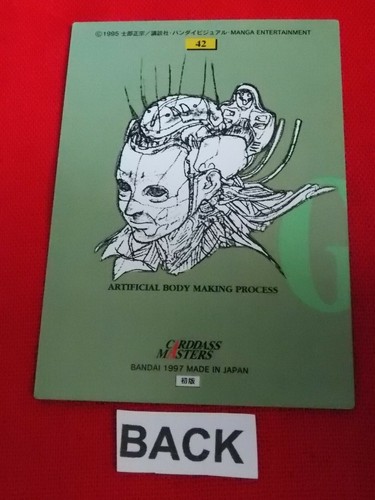 ©1995 士郎正宗／講談社・バンダイビジュアル・MANGA ENTERTAINMENT
42
G
ARTIFICIAL BODY MAKING PROCESS
CARDDASS
MASTERS
BANDAI 1997 MADE IN JAPAN
初版
BACK